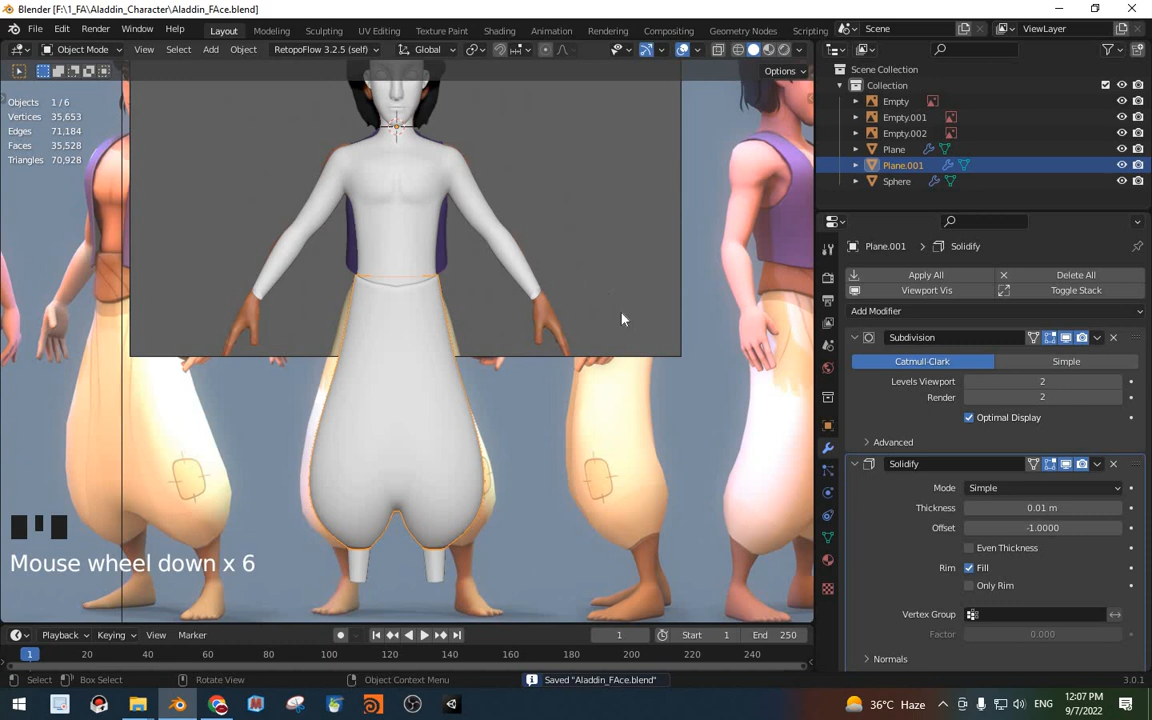 Blender [F:\1_FA\Aladdin_Character\Aladdin_FAce.blend]
File Edit Render Window Help Layout Modeling Sculpting UV Editing Texture Paint Shading Animation Rendering Compositing Geometry Nodes Scripting Scene ViewLayer
Object Mode View Select Add Object RetopoFlow 3.2.5 (self) Global
Options
Objects 1 / 6
Vertices 35,653
Edges 71,184
Faces 35,528
Triangles 70,928
Scene Collection
Collection
Empty
Empty.001
Empty.002
Plane
Plane.001
Sphere
Plane.001 Solidify
Apply All Delete All
Viewport Vis Toggle Stack
Add Modifier
Subdivision
Catmull-Clark Simple
Levels Viewport 2
Render 2
Optimal Display
Advanced
Solidify
Mode Simple
Thickness 0.01 m
Offset -1.0000
Even Thickness
Rim Fill
Only Rim
Vertex Group
Factor 0.000
Normals
Mouse wheel down x 6
Playback Keying View Marker 1 Start 1 End 250
1 20 40 60 80 100 120 140 160 180 200 220 240
Select Box Select Rotate View Object Context Menu Saved "Aladdin_FAce.blend" 3.0.1
36°C Haze ENG 12:07 PM
9/7/2022